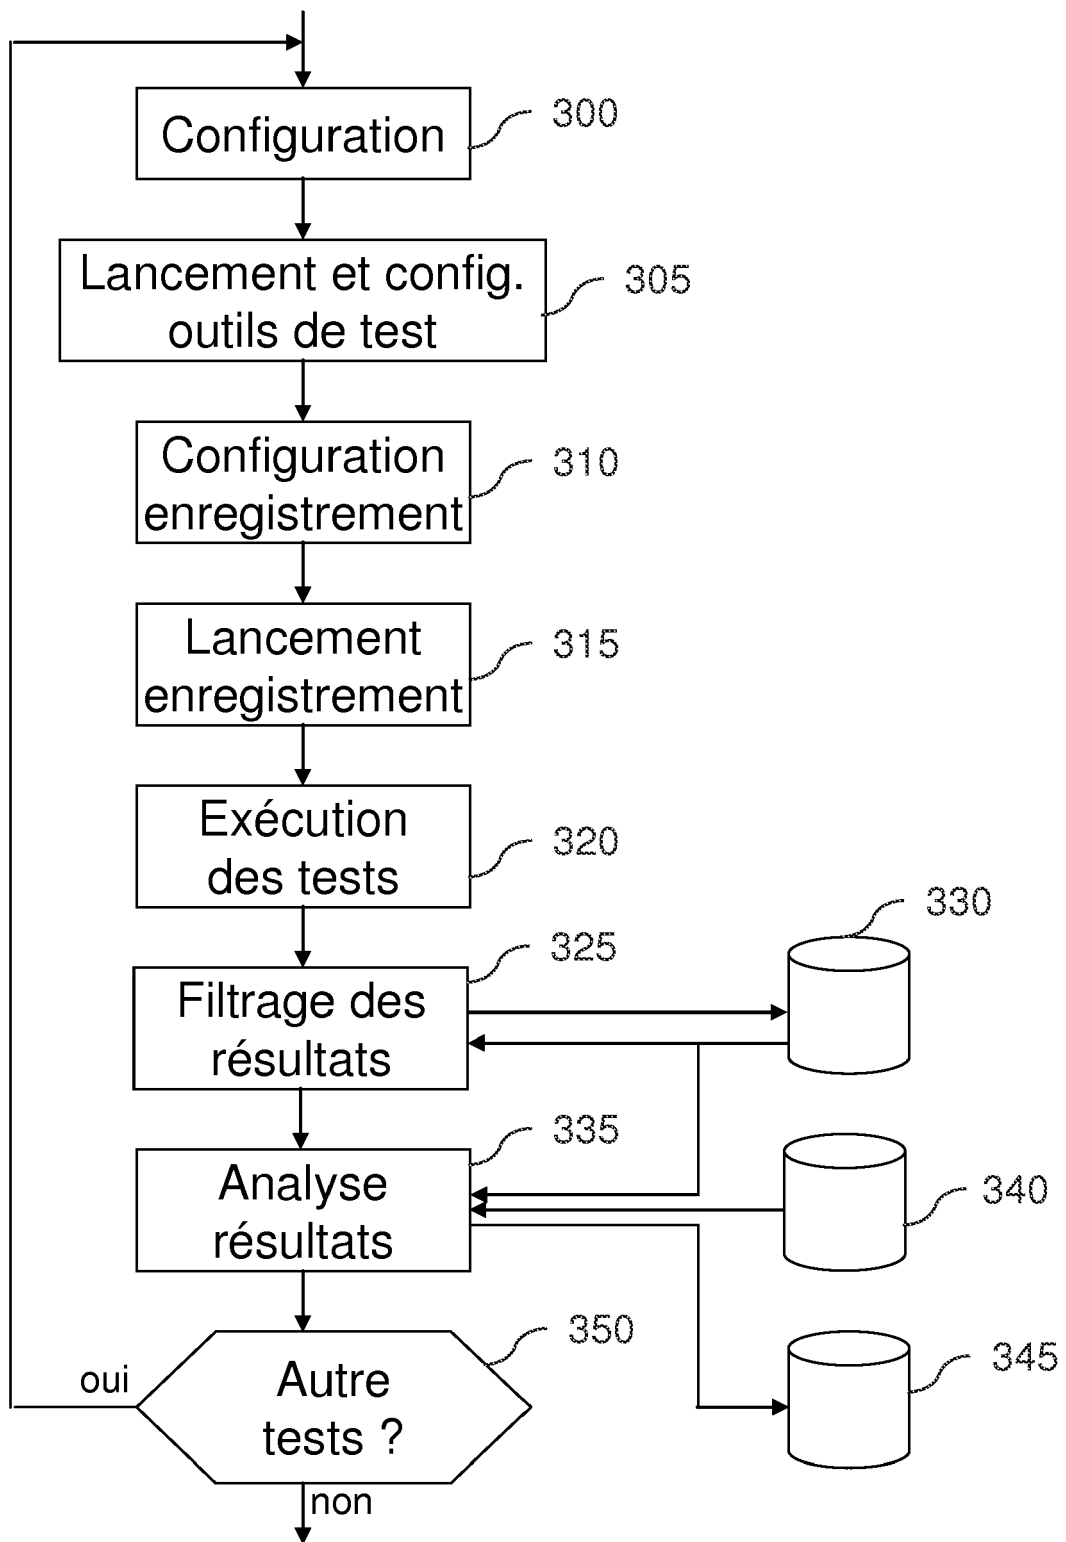 Configuration
300
Lancement et config.
outils de test
305
Configuration
enregistrement
310
Lancement
enregistrement
315
Exécution
des tests
320
Filtrage des
résultats
325
330
Analyse
résultats
335
340
345
Autre
tests ?
350
oui
non